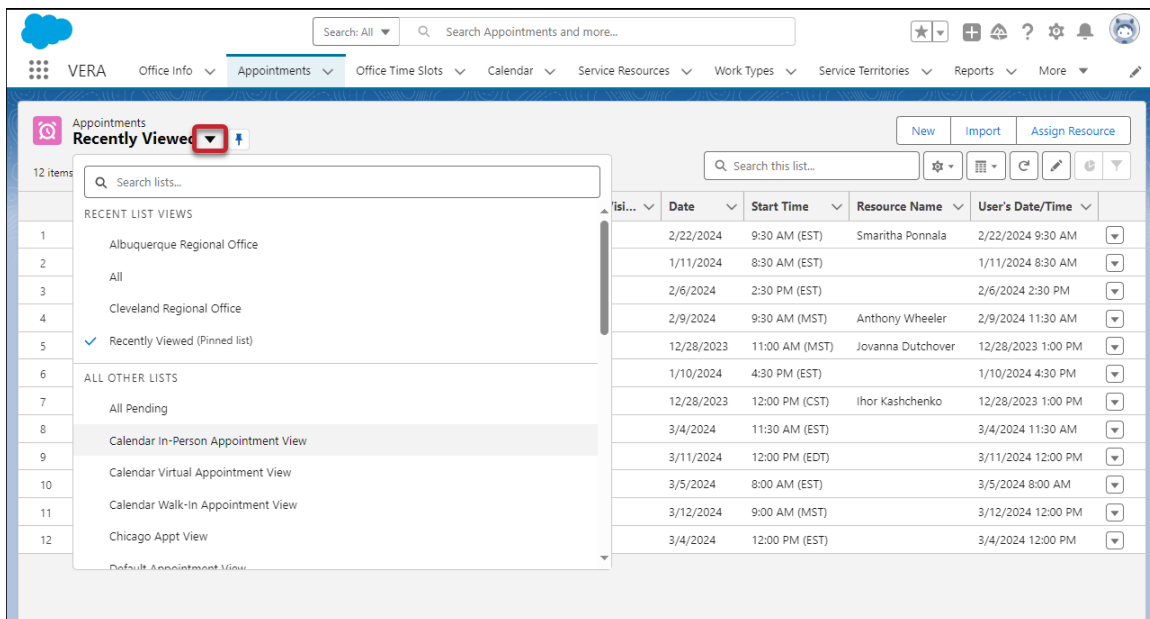 Search: All Search Appointments and more...
VERA Office Info Appointments Office Time Slots Calendar Service Resources Work Types Service Territories Reports More
Appointments
Recently Viewed
New Import Assign Resource
12 items
Search this list...
Search lists...
Date Start Time Resource Name User's Date/Time
RECENT LIST VIEWS
Albuquerque Regional Office
All
Cleveland Regional Office
Recently Viewed (Pinned list)
ALL OTHER LISTS
All Pending
Calendar In-Person Appointment View
Calendar Virtual Appointment View
Calendar Walk-In Appointment View
Chicago Appt View
Default Appointment View
1 2/22/2024 9:30 AM (EST) Smaritha Ponnala 2/22/2024 9:30 AM
2 1/11/2024 8:30 AM (EST) 1/11/2024 8:30 AM
3 2/6/2024 2:30 PM (EST) 2/6/2024 2:30 PM
4 2/9/2024 9:30 AM (MST) Anthony Wheeler 2/9/2024 11:30 AM
5 12/28/2023 11:00 AM (MST) Jovanna Dutchover 12/28/2023 1:00 PM
6 1/10/2024 4:30 PM (EST) 1/10/2024 4:30 PM
7 12/28/2023 12:00 PM (CST) Ihor Kashchenko 12/28/2023 1:00 PM
8 3/4/2024 11:30 AM (EST) 3/4/2024 11:30 AM
9 3/11/2024 12:00 PM (EDT) 3/11/2024 12:00 PM
10 3/5/2024 8:00 AM (EST) 3/5/2024 8:00 AM
11 3/12/2024 9:00 AM (MST) 3/12/2024 12:00 PM
12 3/4/2024 12:00 PM (EST) 3/4/2024 12:00 PM